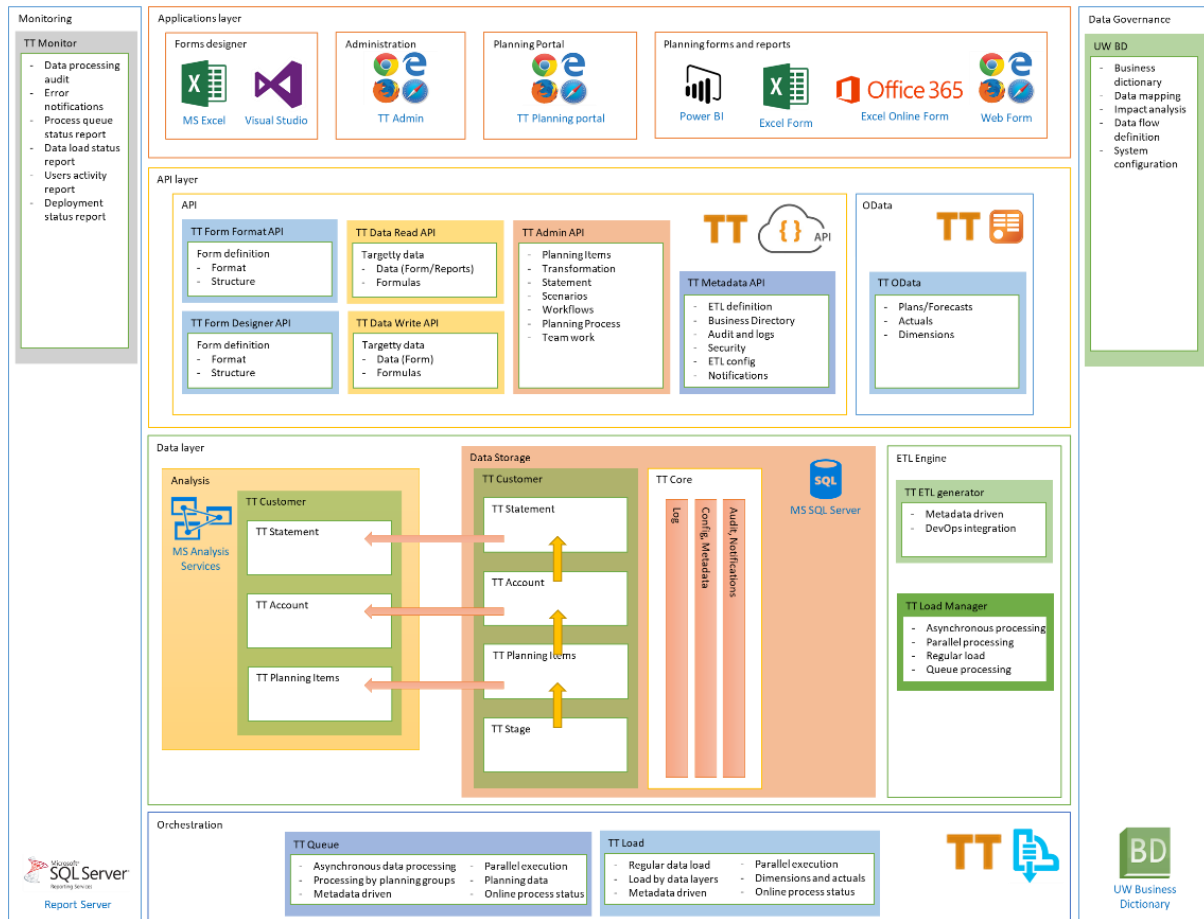 Monitoring
TT Monitor
- Data processing
audit
- Error
notifications
- Process queue
status report
- Data load status
report
- Users activity
report
- Deployment
status report
Microsoft
SQL Server
Reporting Services
Report Server
Applications layer
Forms designer
MS Excel
Visual Studio
Administration
TT Admin
Planning Portal
TT Planning portal
Planning forms and reports
Power BI
Excel Form
Office 365
Excel Online Form
Web Form
API layer
API
TT Form Format API
Form definition
- Format
- Structure
TT Data Read API
Targetty data
- Data (Form/Reports)
- Formulas
TT Form Designer API
Form definition
- Format
- Structure
TT Data Write API
Targetty data
- Data (Form)
- Formulas
TT Admin API
- Planning Items
- Transformation
- Statement
- Scenarios
- Workflows
- Planning Process
- Team work
TT
{ } API
TT Metadata API
- ETL definition
- Business Directory
- Audit and logs
- Security
- ETL config
- Notifications
OData
TT
TT OData
- Plans/Forecasts
- Actuals
- Dimensions
Data layer
Analysis
MS Analysis
Services
TT Customer
TT Statement
TT Account
TT Planning Items
Data Storage
TT Customer
TT Statement
TT Account
TT Planning Items
TT Stage
TT Core
Log
Config, Metadata
Audit, Notifications
SQL
MS SQL Server
ETL Engine
TT ETL generator
- Metadata driven
- DevOps integration
TT Load Manager
- Asynchronous processing
- Parallel processing
- Regular load
- Queue processing
Orchestration
TT Queue
- Asynchronous data processing
- Processing by planning groups
- Metadata driven
- Parallel execution
- Planning data
- Online process status
TT Load
- Regular data load
- Load by data layers
- Metadata driven
- Parallel execution
- Dimensions and actuals
- Online process status
TT
Data Governance
UW BD
- Business
dictionary
- Data mapping
- Impact analysis
- Data flow
definition
- System
configuration
BD
UW Business
Dictionary